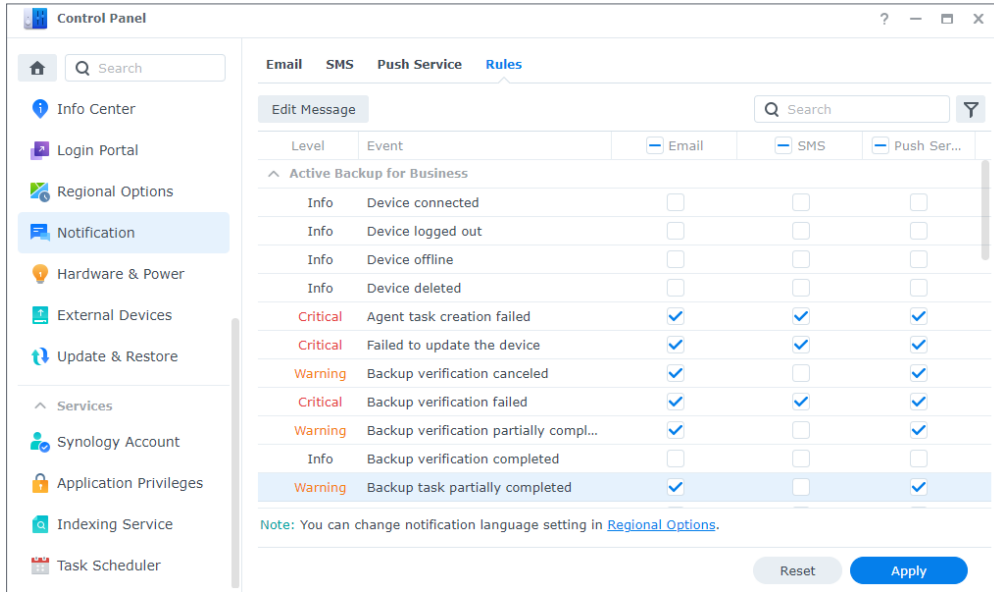 Control Panel
?
Search
Info Center
Login Portal
Regional Options
Notification
Hardware & Power
External Devices
Update & Restore
Services
Synology Account
Application Privileges
Indexing Service
Task Scheduler
Email SMS Push Service Rules
Edit Message
Search
Level Event Email SMS Push Ser...
Active Backup for Business
Info Device connected
Info Device logged out
Info Device offline
Info Device deleted
Critical Agent task creation failed
Critical Failed to update the device
Warning Backup verification canceled
Critical Backup verification failed
Warning Backup verification partially compl...
Info Backup verification completed
Warning Backup task partially completed
Note: You can change notification language setting in Regional Options.
Reset Apply